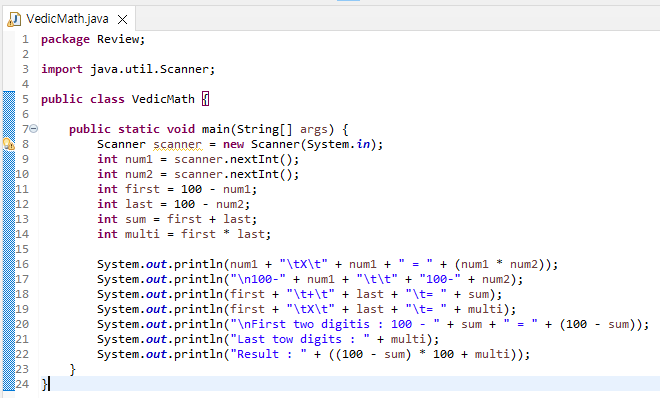 VedicMath.java
1 package Review;
2
3 import java.util.Scanner;
4
5 public class VedicMath {
6
7     public static void main(String[] args) {
8         Scanner scanner = new Scanner(System.in);
9         int num1 = scanner.nextInt();
10         int num2 = scanner.nextInt();
11         int first = 100 - num1;
12         int last = 100 - num2;
13         int sum = first + last;
14         int multi = first * last;
15
16         System.out.println(num1 + "\tX\t" + num1 + " = " + (num1 * num2));
17         System.out.println("\n100-" + num1 + "\t\t" + "100-" + num2);
18         System.out.println(first + "\t+\t" + last + "\t= " + sum);
19         System.out.println(first + "\tX\t" + last + "\t= " + multi);
20         System.out.println("\nFirst two digitis : 100 - " + sum + " = " + (100 - sum));
21         System.out.println("Last tow digits : " + multi);
22         System.out.println("Result : " + ((100 - sum) * 100 + multi));
23     }
24 }